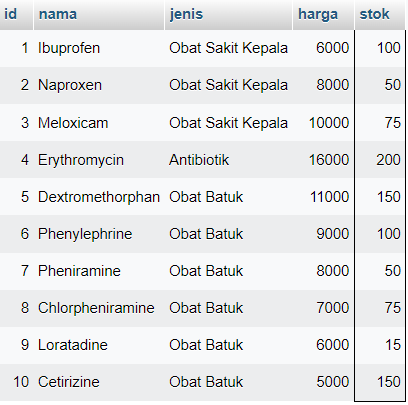 id nama jenis harga stok
1 Ibuprofen Obat Sakit Kepala 6000 100
2 Naproxen Obat Sakit Kepala 8000 50
3 Meloxicam Obat Sakit Kepala 10000 75
4 Erythromycin Antibiotik 16000 200
5 Dextromethorphan Obat Batuk 11000 150
6 Phenylephrine Obat Batuk 9000 100
7 Pheniramine Obat Batuk 8000 50
8 Chlorpheniramine Obat Batuk 7000 75
9 Loratadine Obat Batuk 6000 15
10 Cetirizine Obat Batuk 5000 150